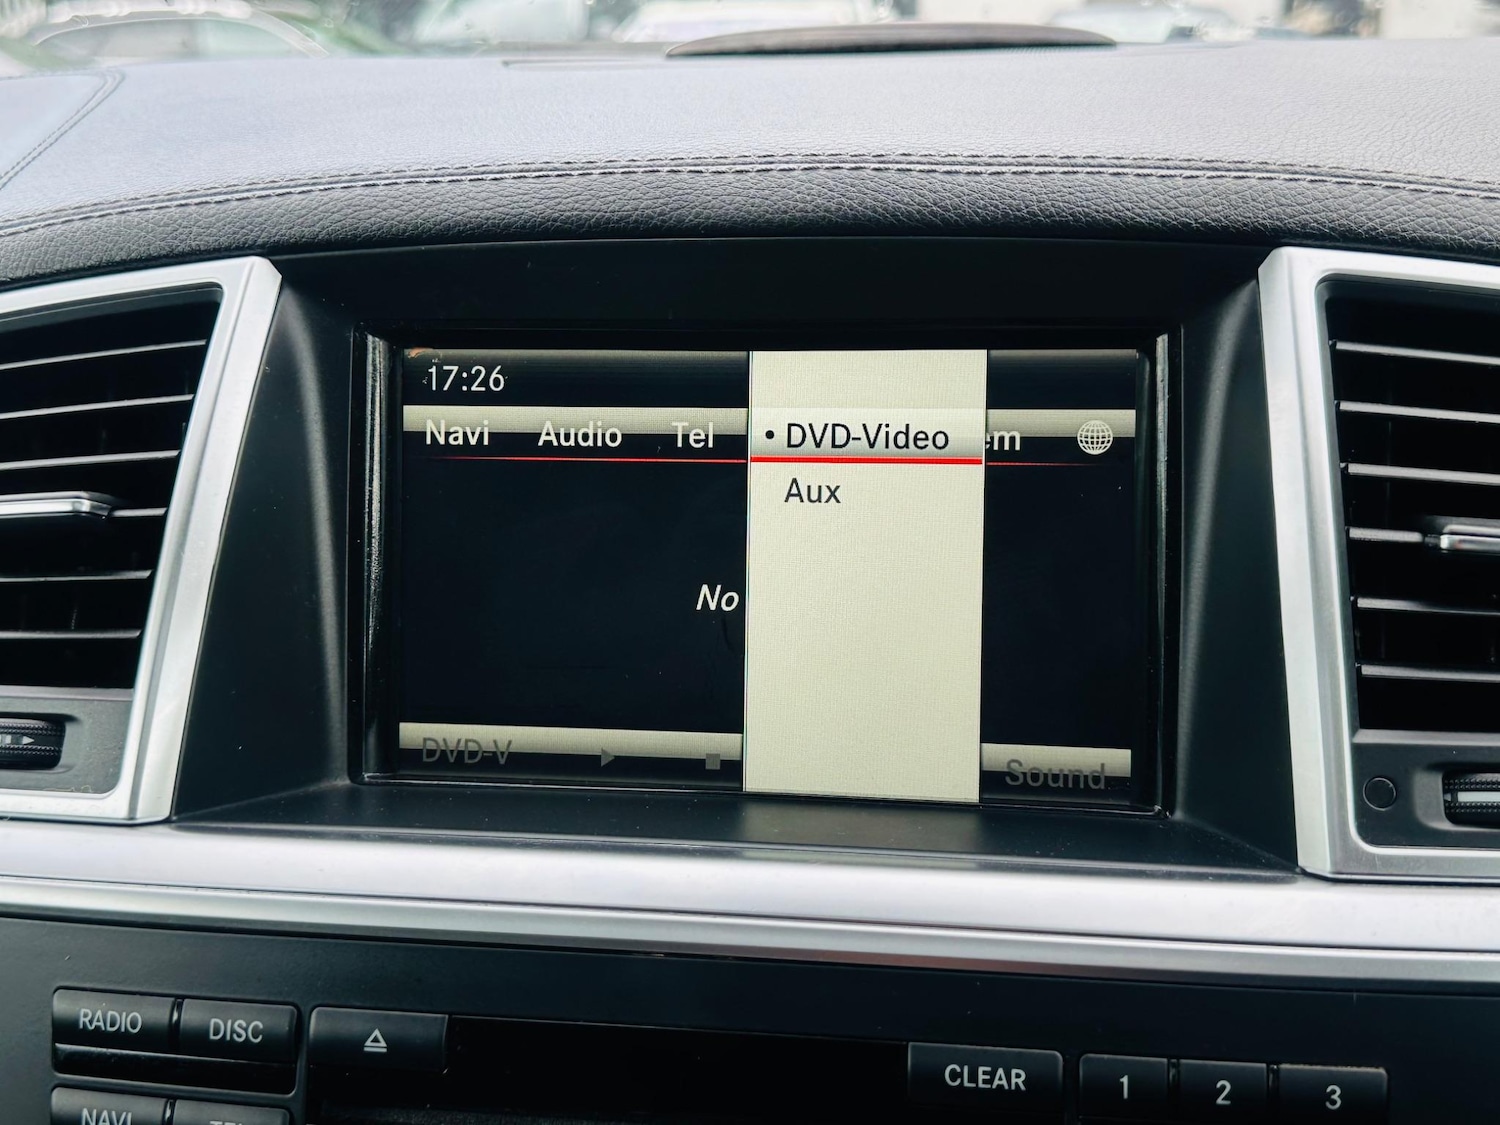 17:26
Navi Audio Tel • DVD-Video em
Aux
No
DVD-V Sound
RADIO DISC
CLEAR 1 2 3
NAVI TEL